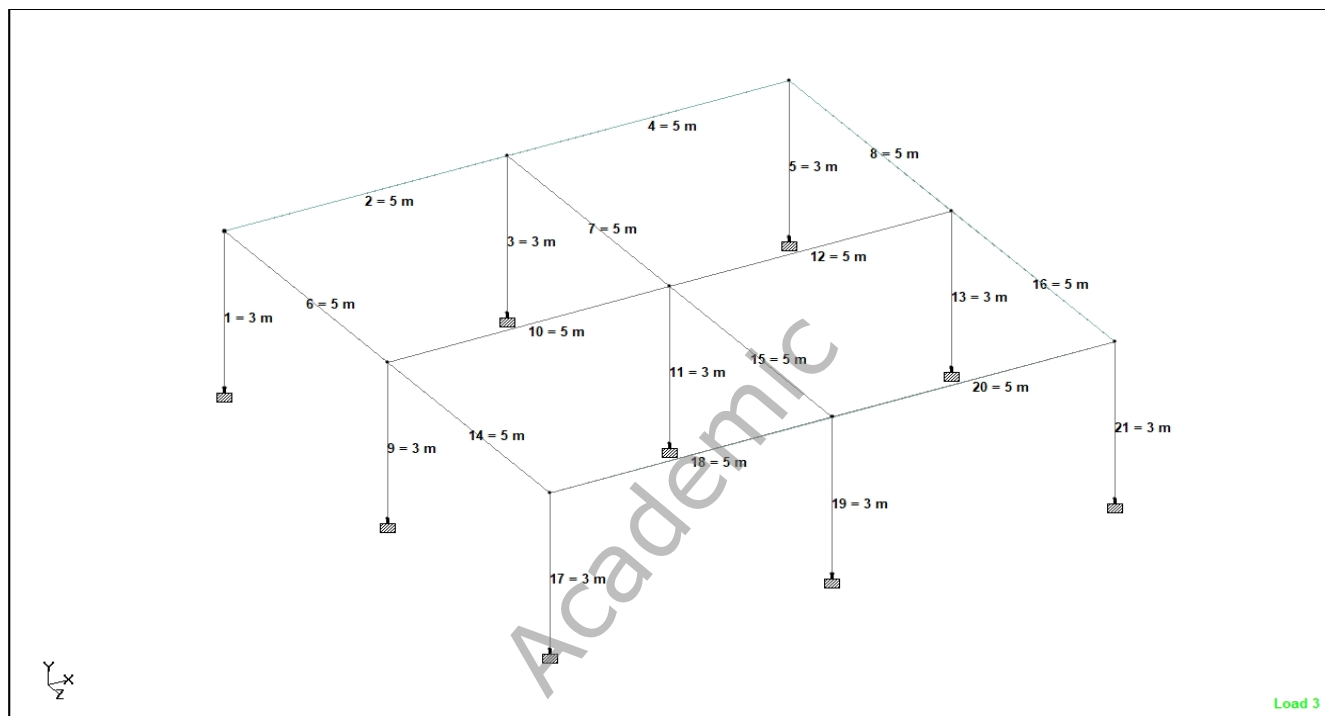 4 = 5 m
8 = 5 m
5 = 3 m
2 = 5 m
7 = 5 m
3 = 3 m
12 = 5 m
16 = 5 m
13 = 3 m
6 = 5 m
1 = 3 m
10 = 5 m
15 = 5 m
11 = 3 m
20 = 5 m
21 = 3 m
14 = 5 m
9 = 3 m
18 = 5 m
19 = 3 m
17 = 3 m
Academic
Y
X
Z
Load 3